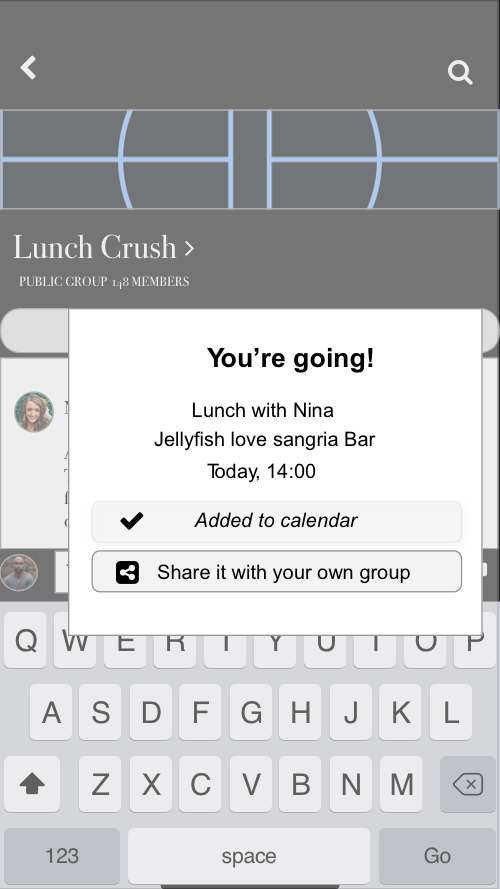 Lunch Crush >
PUBLIC GROUP 148 MEMBERS
You're going!
Lunch with Nina
Jellyfish love sangria Bar
Today, 14:00
Added to calendar
Share it with your own group
Q W E R T Y U I O P
A S D F G H J K L
Z X C V B N M
123 space Go